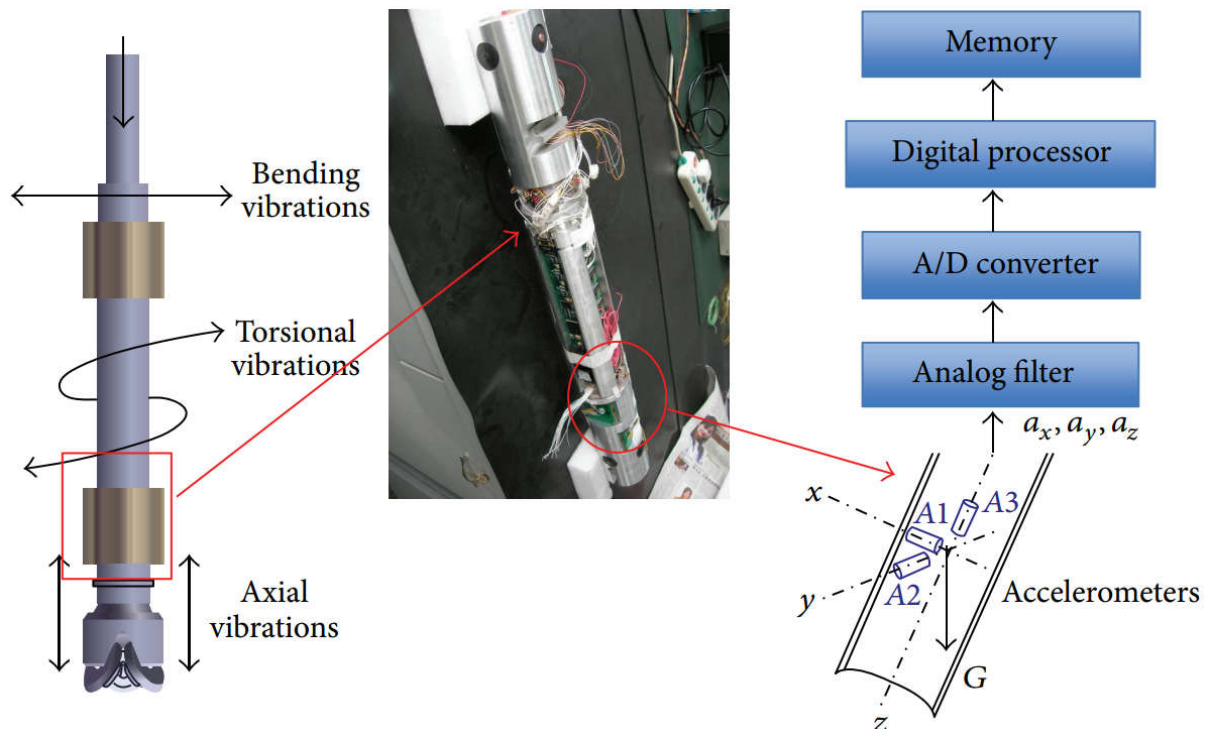 Bending
vibrations
Torsional
vibrations
Axial
vibrations
Memory
Digital processor
A/D converter
Analog filter
a_x, a_y, a_z
x
A1
A3
y
A2
Accelerometers
G
z